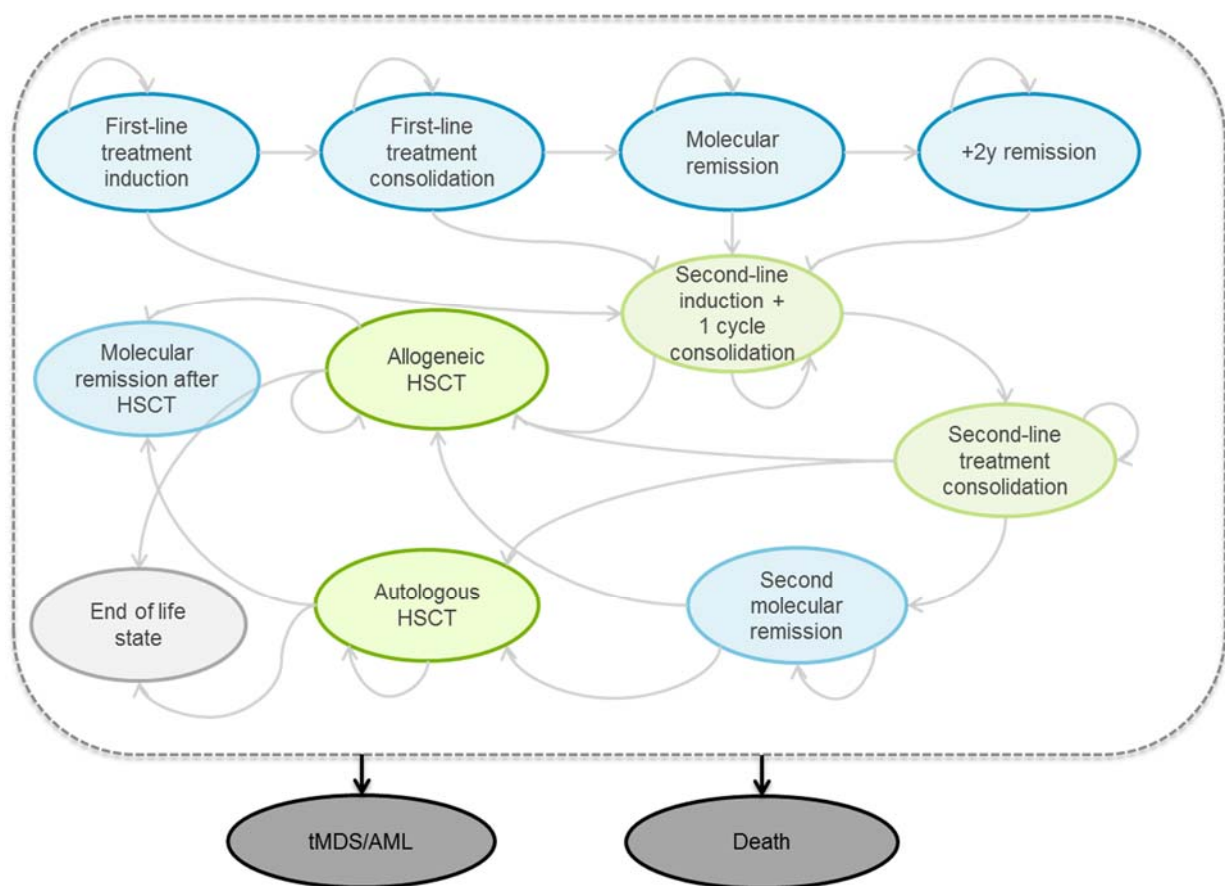 First-line
treatment
induction
First-line
treatment
consolidation
Molecular
remission
+2y remission
Second-line
induction +
1 cycle
consolidation
Molecular
remission after
HSCT
Allogeneic
HSCT
Second-line
treatment
consolidation
End of life
state
Autologous
HSCT
Second
molecular
remission
tMDS/AML
Death